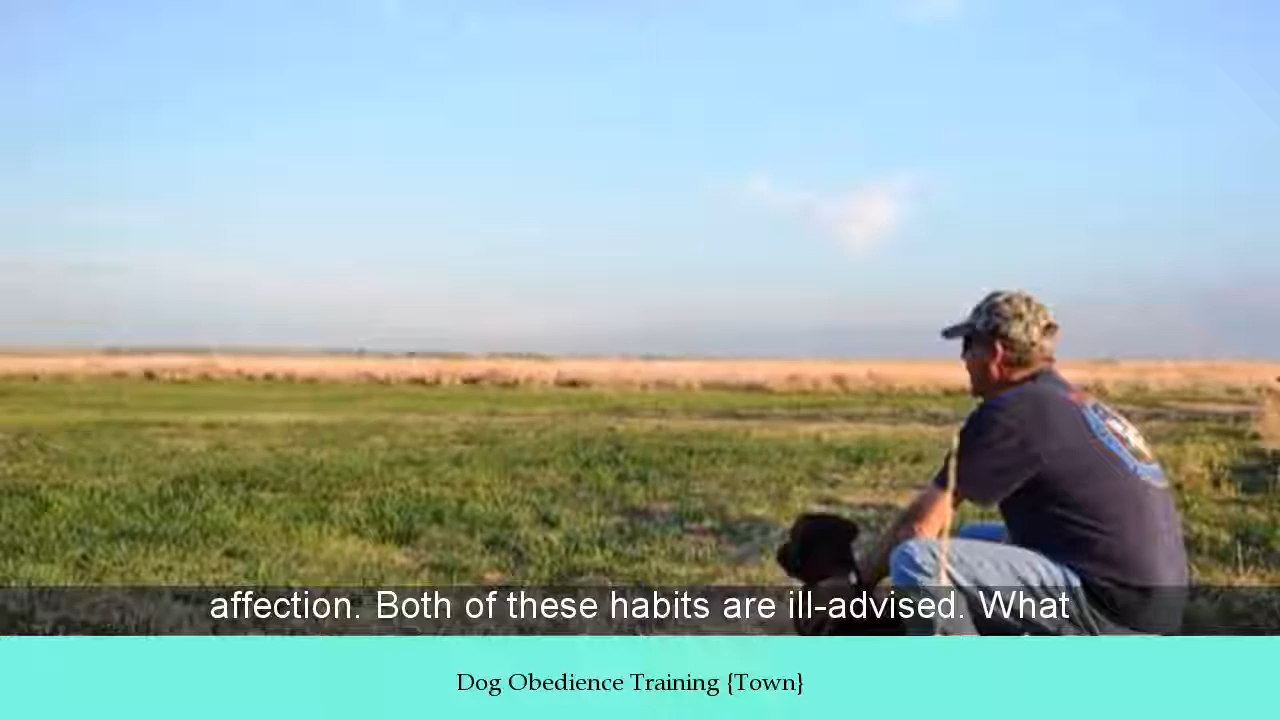 affection. Both of these habits are ill-advised. What
Dog Obedience Training {Town}